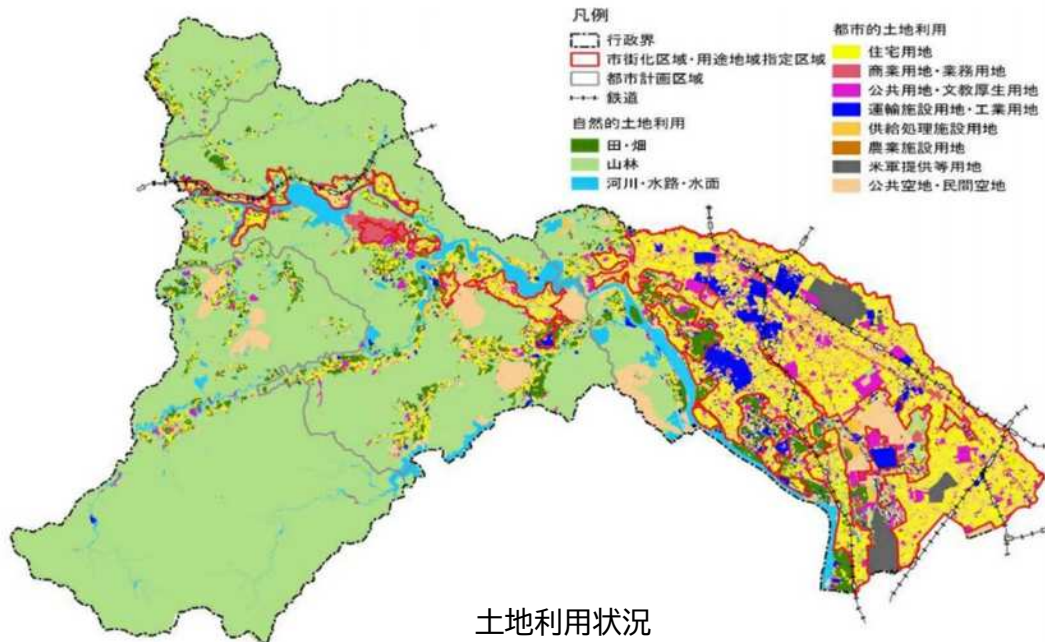 凡例
行政界
市街化区域・用途地域指定区域
都市計画区域
鉄道
自然的土地利用
田・畑
山林
河川・水路・水面
都市的土地利用
住宅用地
商業用地・業務用地
公共用地・文教厚生用地
運輸施設用地・工業用地
供給処理施設用地
農業施設用地
米軍提供等用地
公共空地・民間空地
土地利用状況